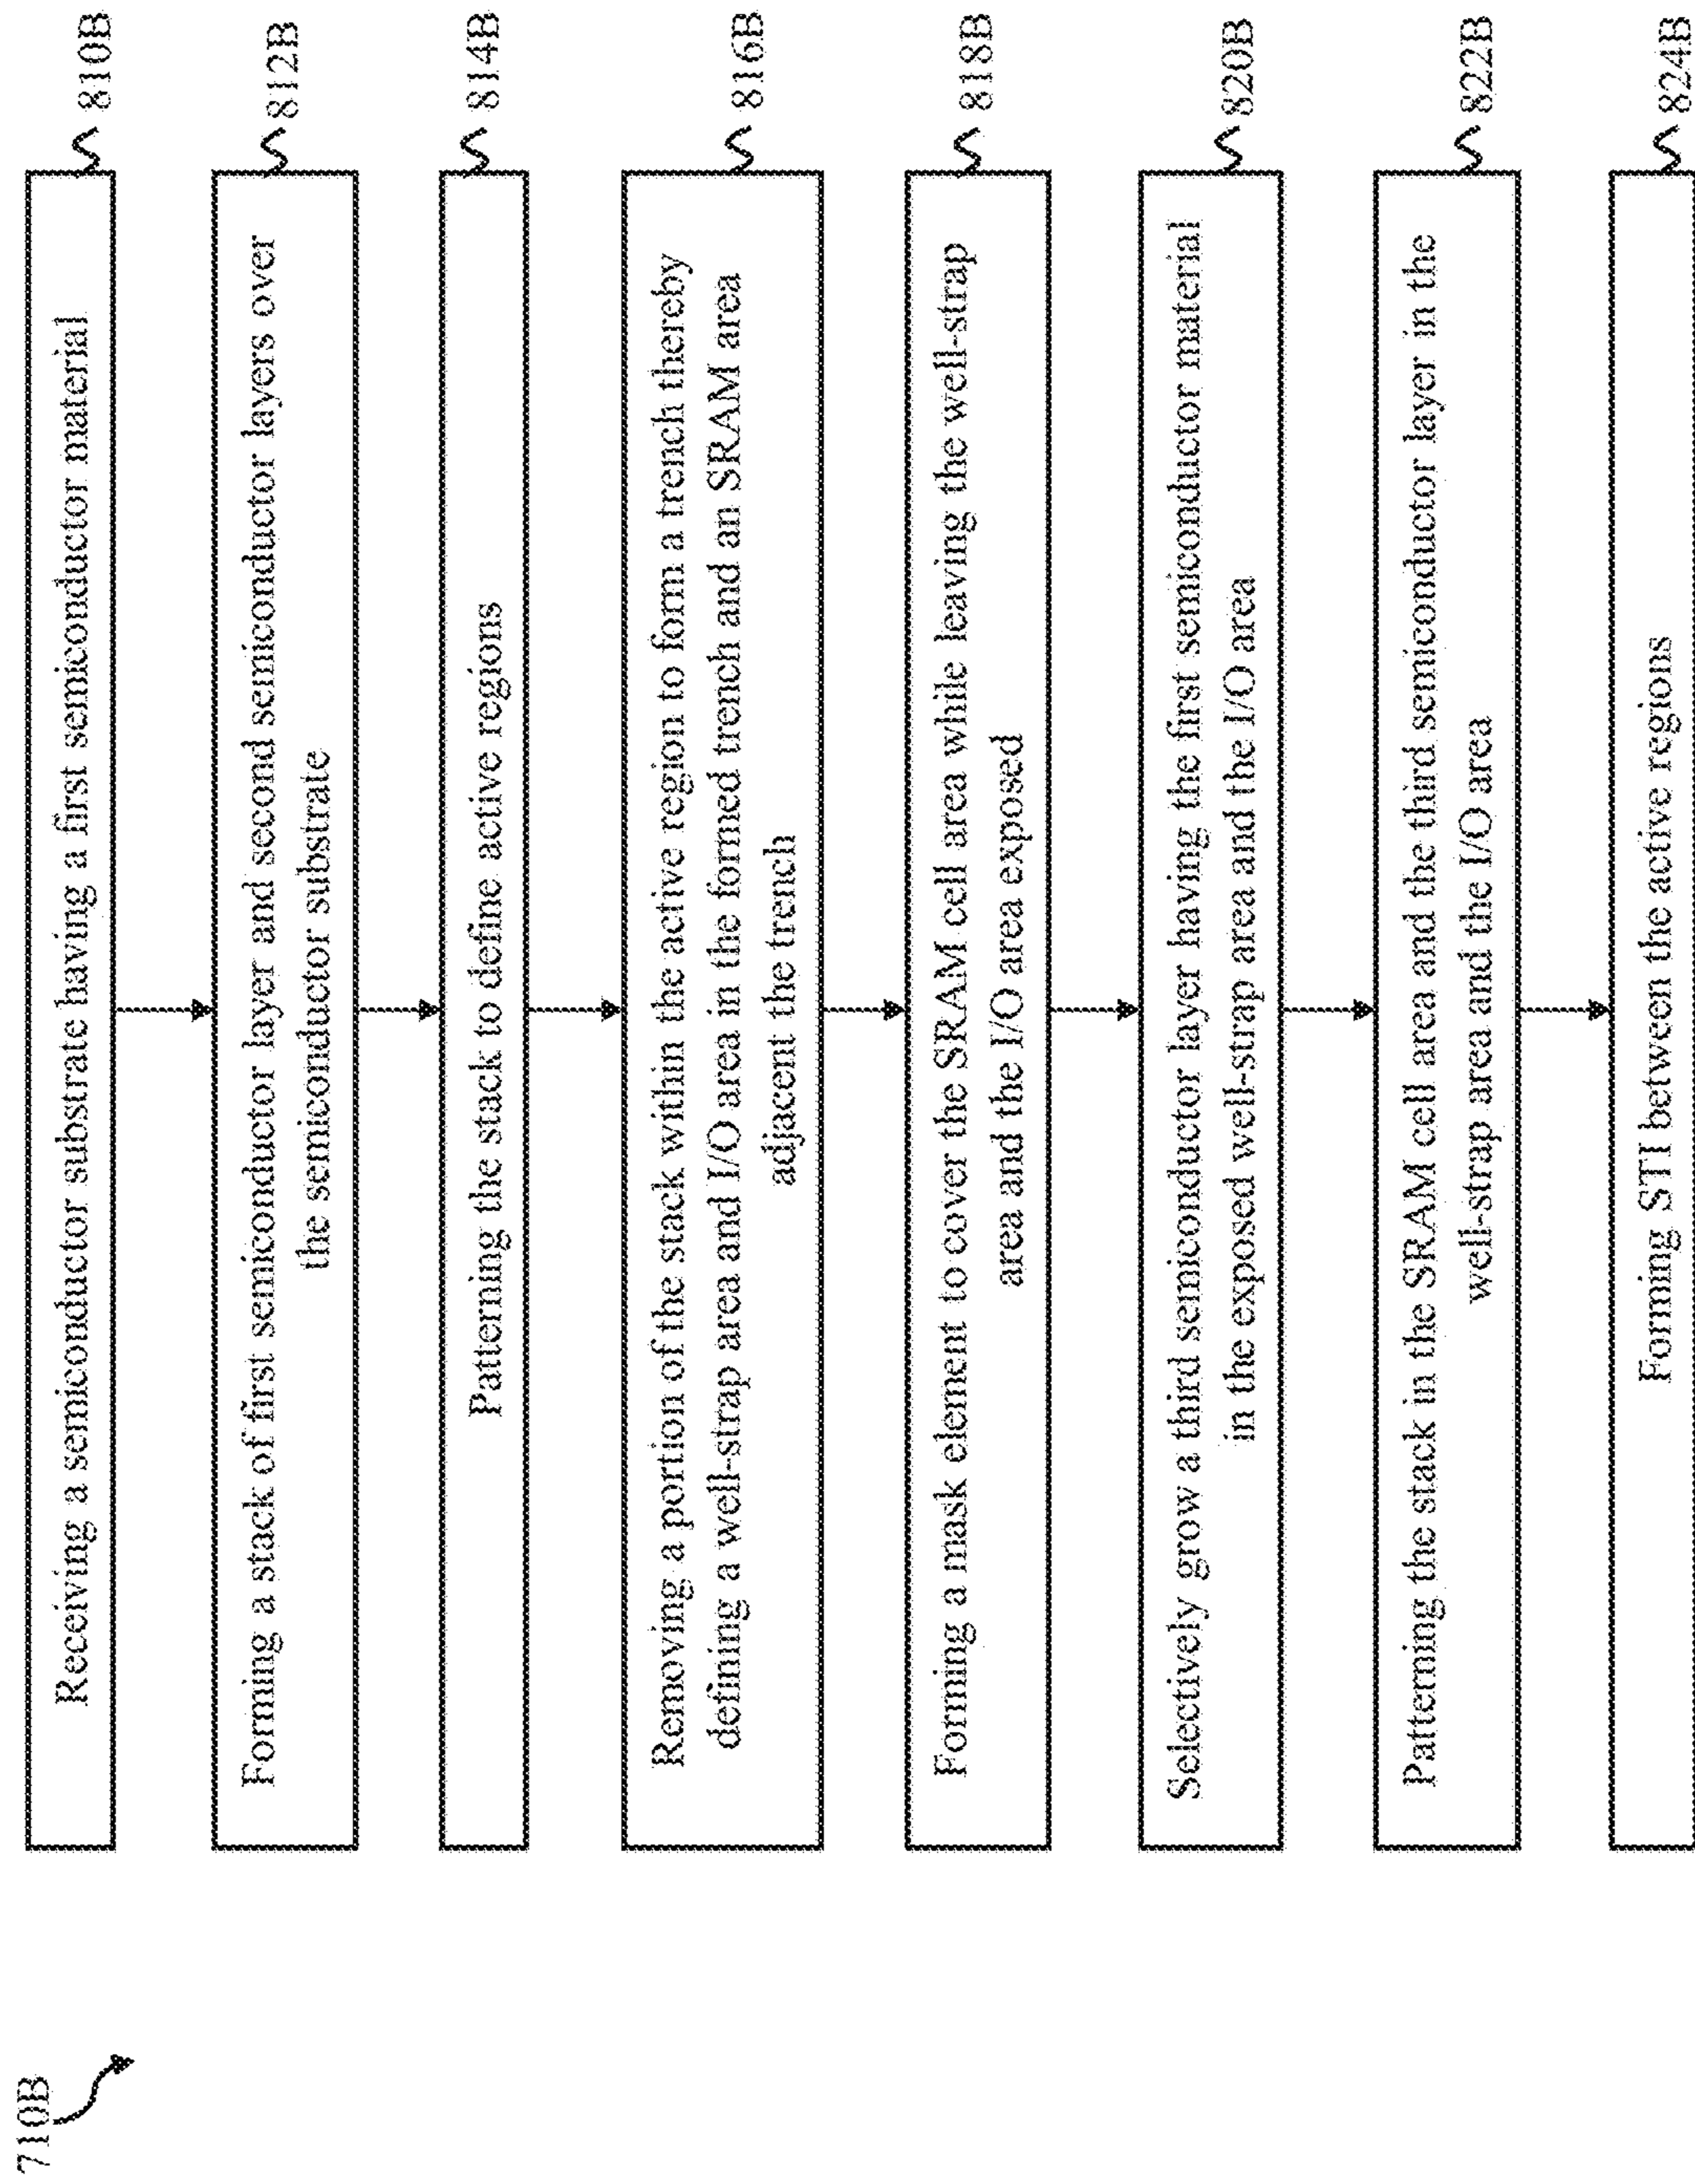 710B
Receiving a semiconductor substrate having a first semiconductor material
810B
Forming a stack of first semiconductor layer and second semiconductor layers over
the semiconductor substrate
812B
Patterning the stack to define active regions
814B
Removing a portion of the stack within the active region to form a trench thereby
defining a well-strap area and I/O area in the formed trench and an SRAM area
adjacent the trench
816B
Forming a mask element to cover the SRAM cell area while leaving the well-strap
area and the I/O area exposed
818B
Selectively grow a third semiconductor layer having the first semiconductor material
in the exposed well-strap area and the I/O area
820B
Patterning the stack in the SRAM cell area and the third semiconductor layer in the
well-strap area and the I/O area
822B
Forming STI between the active regions
824B